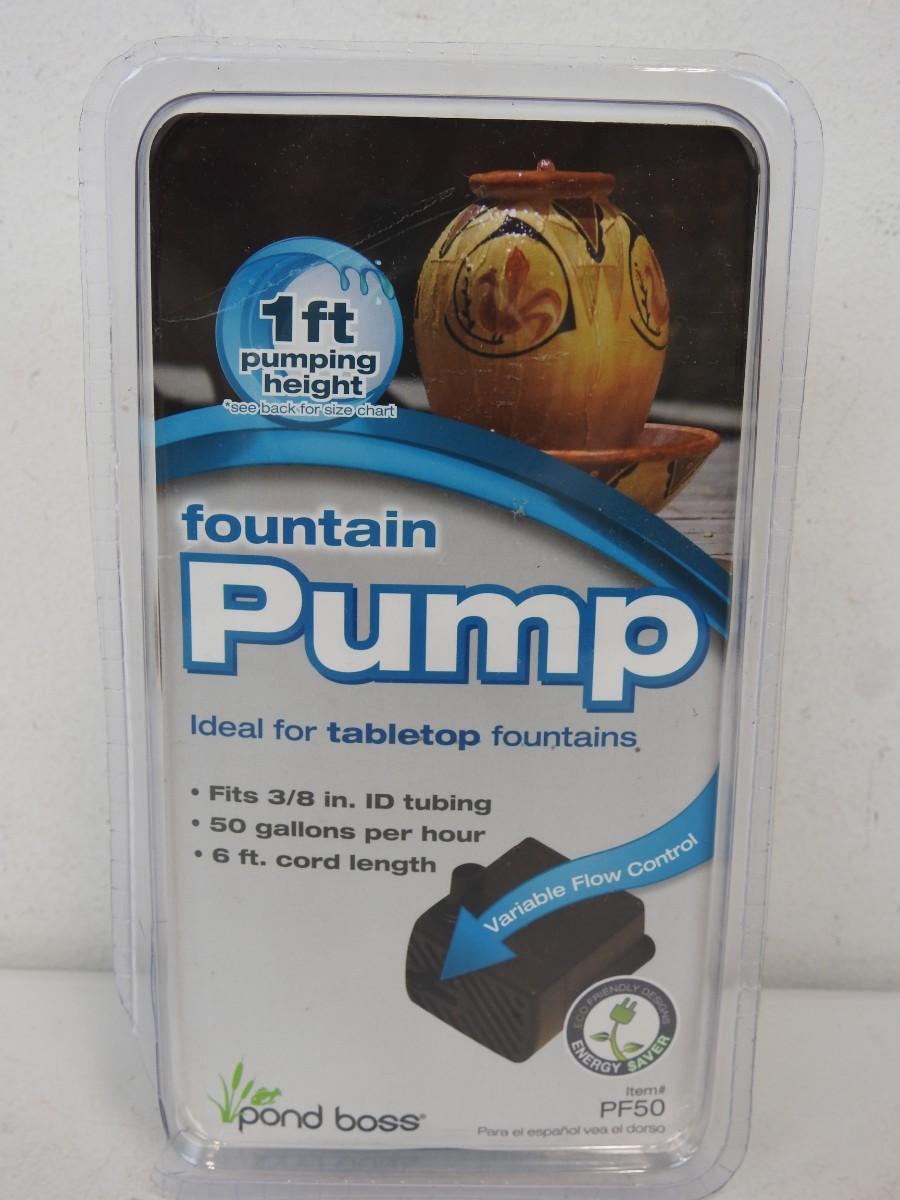 1ft
pumping
height
*see back for size chart
fountain
Pump
Ideal for tabletop fountains
• Fits 3/8 in. ID tubing
• 50 gallons per hour
• 6 ft. cord length
Variable Flow Control
ECO FRIENDLY DESIGNS
ENERGY $AVER
pond boss®
Item#
PF50
Para el español vea el dorso